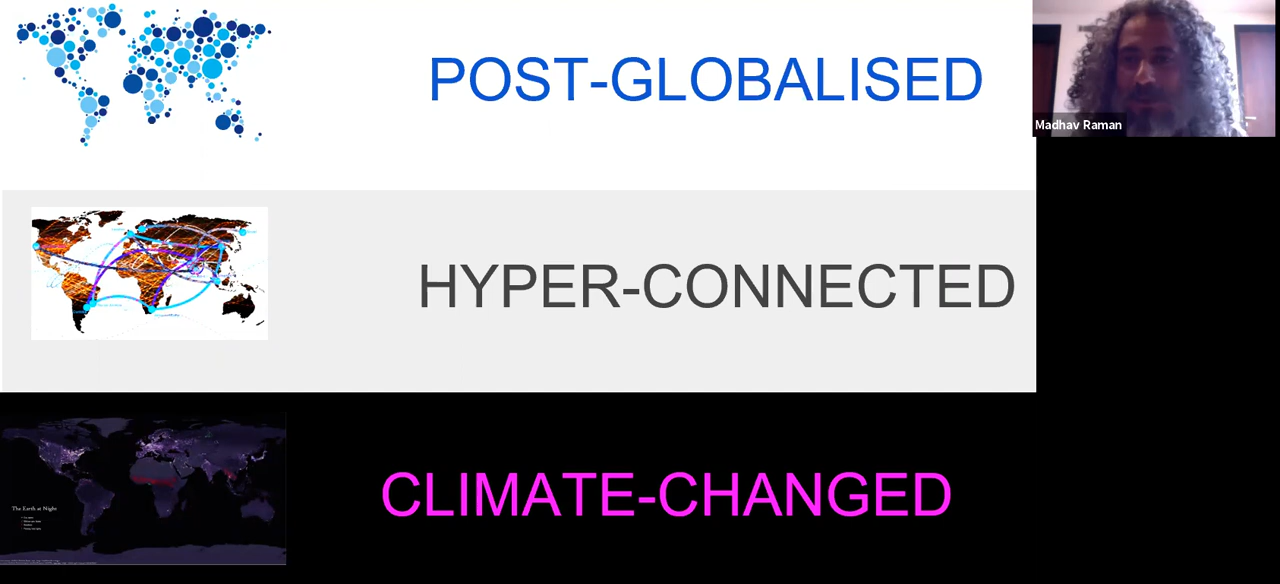 POST-GLOBALISED
Madhav Raman
HYPER-CONNECTED
CLIMATE-CHANGED
The Earth at Night